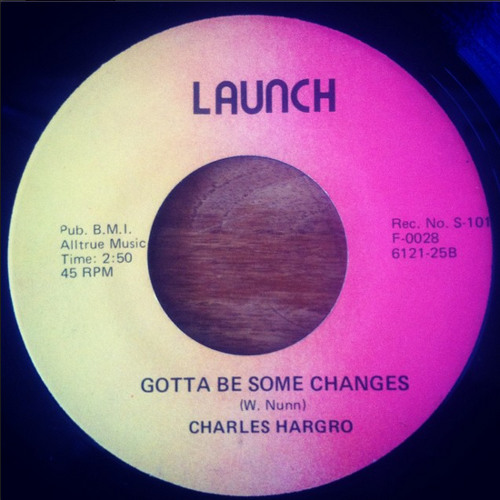 LAUNCH
Pub. B.M.I.
Alltrue Music
Time: 2:50
45 RPM
Rec. No. S-101
F-0028
6121-25B
GOTTA BE SOME CHANGES
(W. Nunn)
CHARLES HARGRO